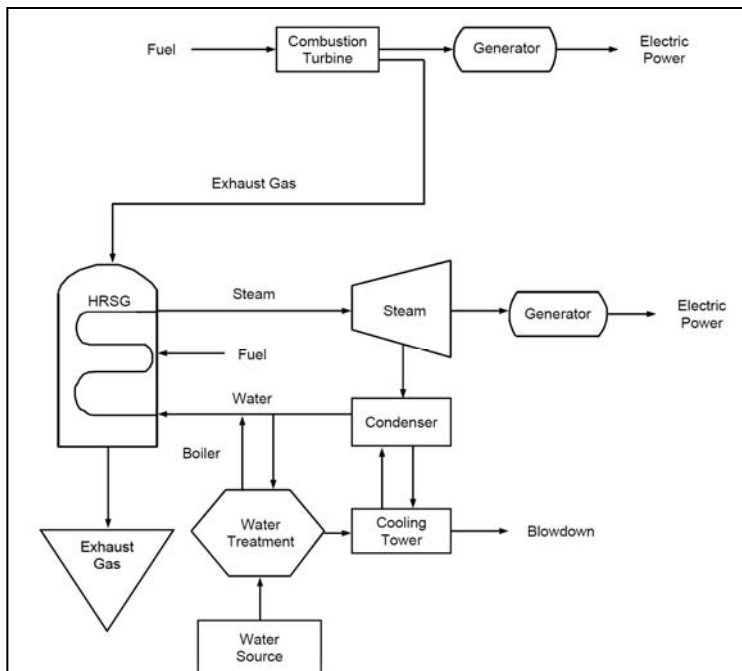 Fuel
Combustion
Turbine
Generator
Electric
Power
Exhaust Gas
HRSG
Steam
Steam
Generator
Electric
Power
Fuel
Water
Condenser
Boiler
Water
Treatment
Cooling
Tower
Blowdown
Exhaust
Gas
Water
Source